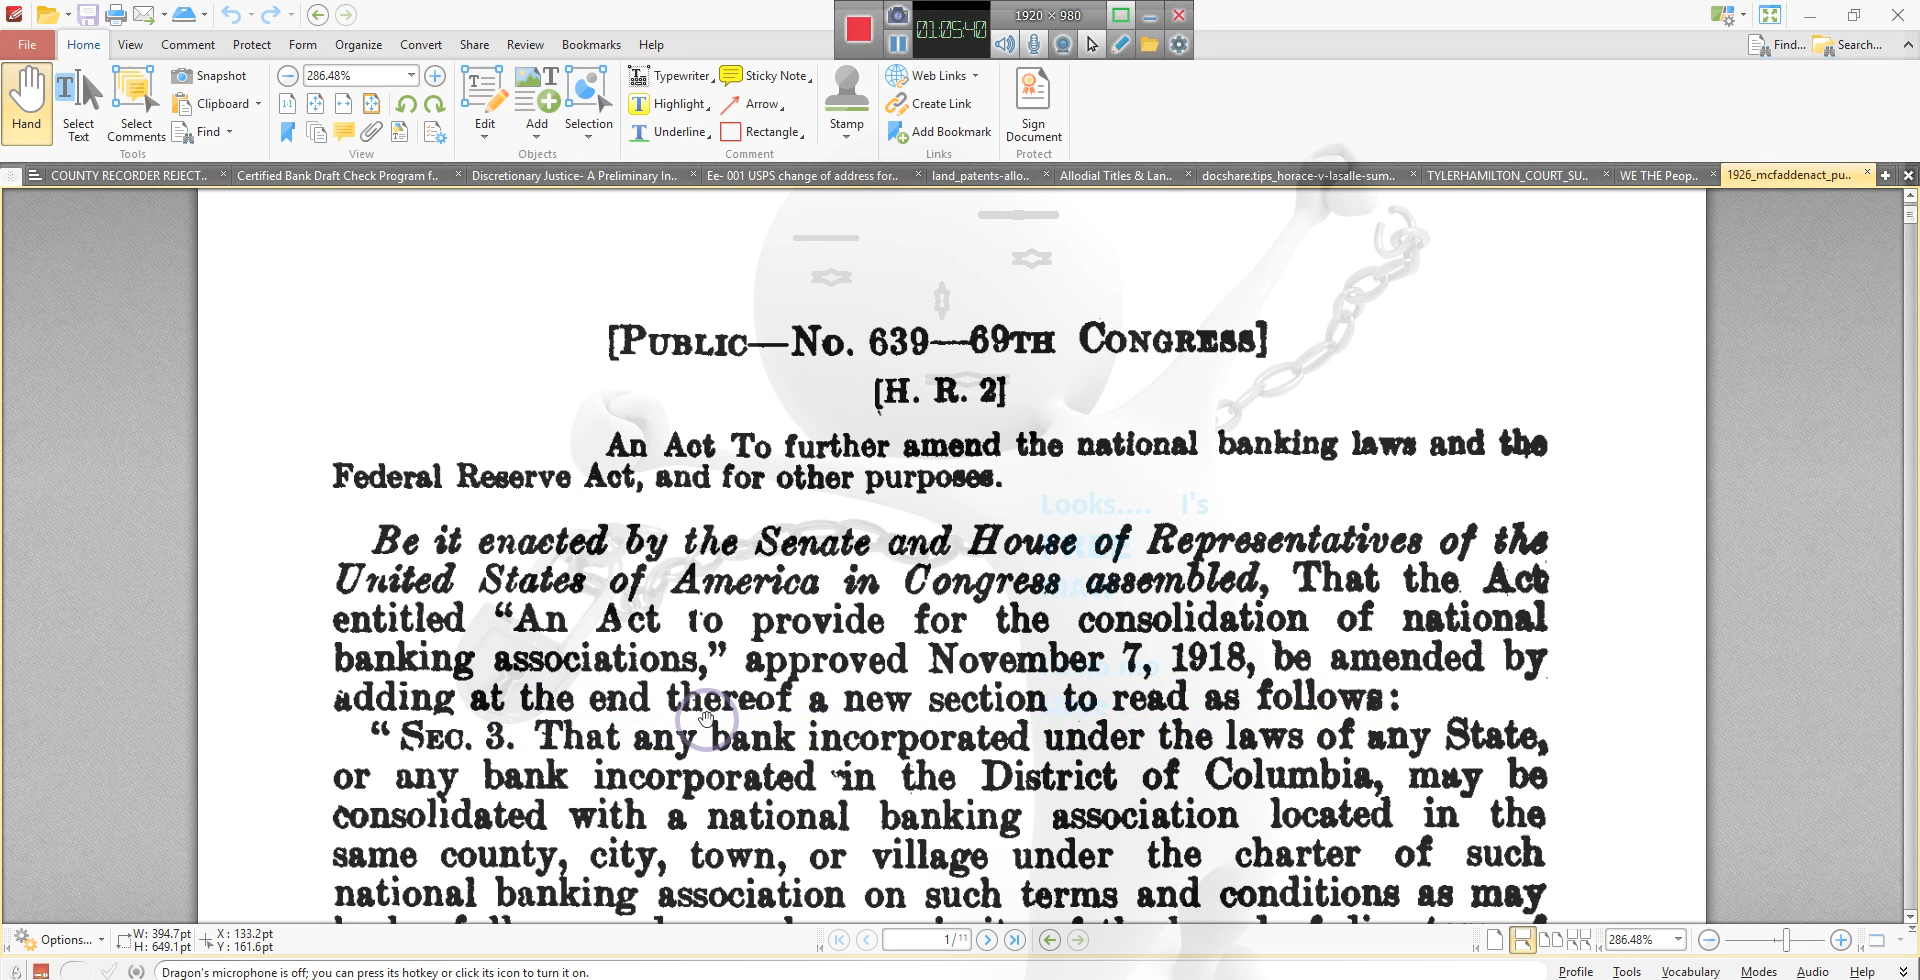 1920 × 980
01:05:40
File Home View Comment Protect Form Organize Convert Share Review Bookmarks Help
Find... Search...
Hand
Select Text
Select Comments
Snapshot
Clipboard
Find
Tools
286.48%
View
Edit
Add
Selection
Objects
Typewriter
Sticky Note
Highlight
Arrow
Underline
Rectangle
Stamp
Comment
Web Links
Create Link
Add Bookmark
Links
Sign Document
Protect
COUNTY RECORDER REJECT.. Certified Bank Draft Check Program f.. Discretionary Justice- A Preliminary In.. Ee- 001 USPS change of address for... land_patents-allo.. Allodial Titles & Lan.. docshare.tips_horace-v-lasalle-sum.. TYLERHAMILTON_COURT_SU.. WE THE Peop.. 1926_mcfaddenact_pu..
[PUBLIC—NO. 639—69TH CONGRESS]
[H. R. 2]
An Act To further amend the national banking laws and the
Federal Reserve Act, and for other purposes.
Looks.... I's
Be it enacted by the Senate and House of Representatives of the
United States of America in Congress assembled, That the Act
entitled “An Act to provide for the consolidation of national
banking associations,” approved November 7, 1918, be amended by
adding at the end thereof a new section to read as follows:
“ SEC. 3. That any bank incorporated under the laws of any State,
or any bank incorporated in the District of Columbia, may be
consolidated with a national banking association located in the
same county, city, town, or village under the charter of such
national banking association on such terms and conditions as may
Options...
W: 394.7pt
H: 649.1pt
X: 133.2pt
Y: 161.6pt
1/11
286.48%
Dragon's microphone is off; you can press its hotkey or click its icon to turn it on.
Profile Tools Vocabulary Modes Audio Help